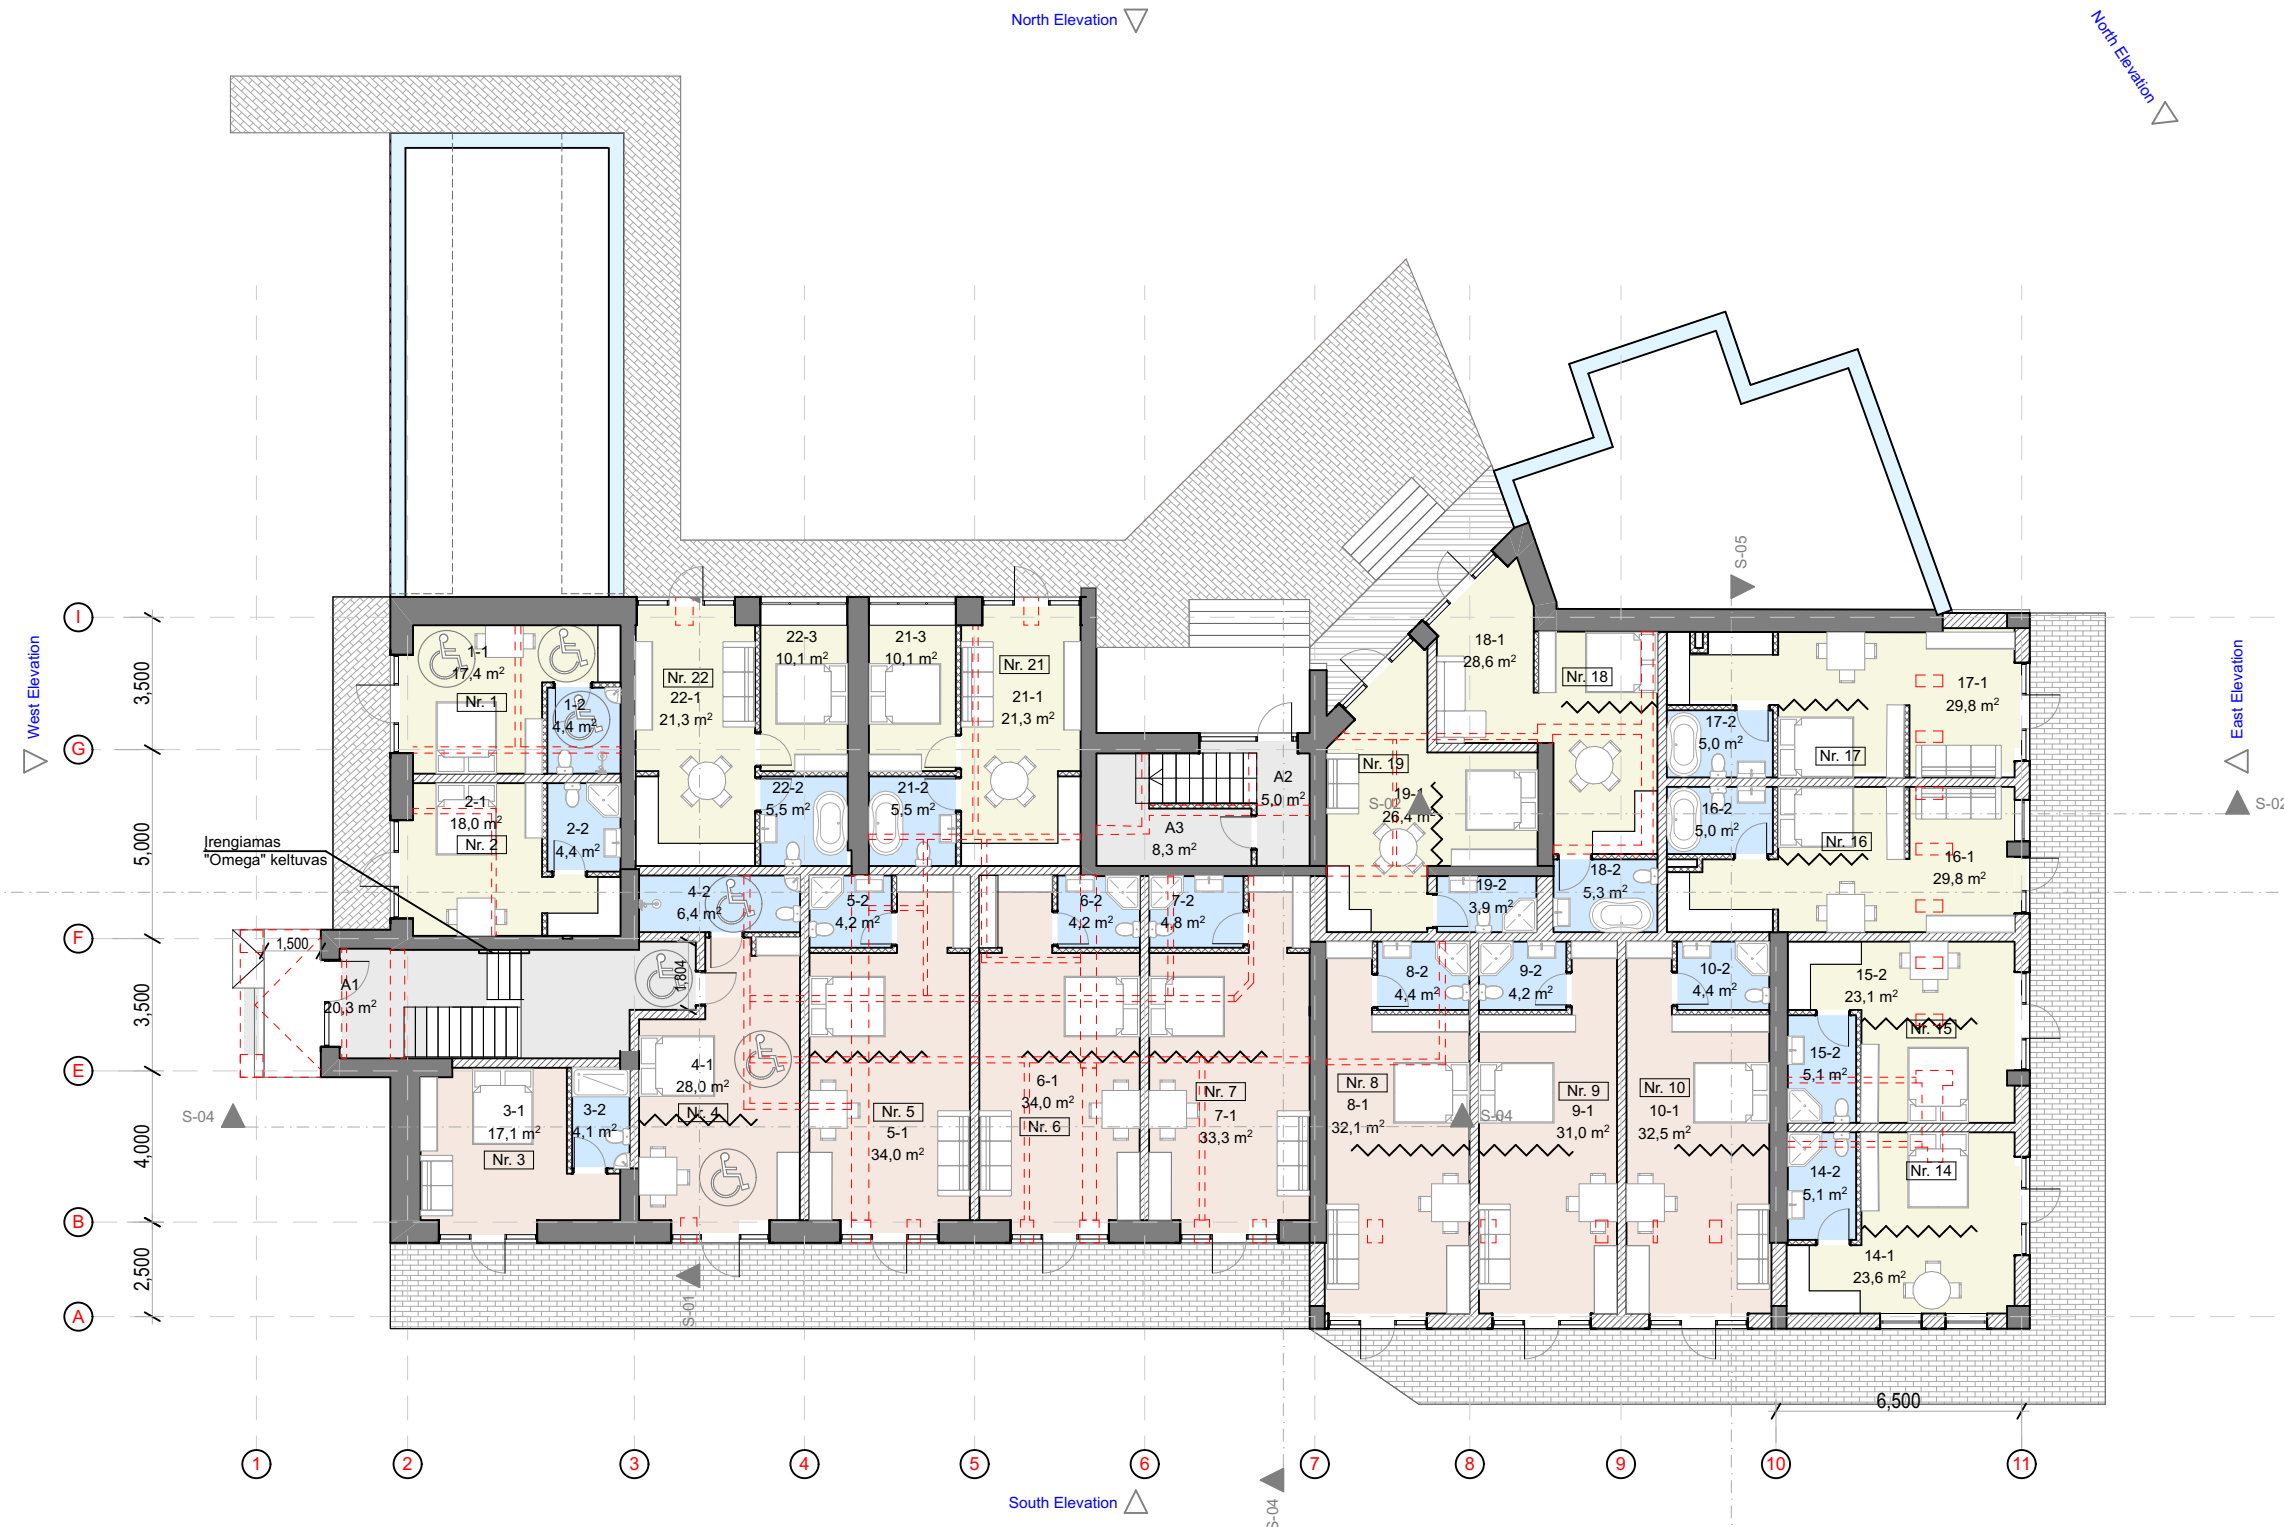 North Elevation
North Elevation
West Elevation
East Elevation
South Elevation
I
G
F
E
B
A
3,500
5,000
3,500
4,000
2,500
1,500
1,804
6,500
Irengiamas
"Omega" keltuvas
S-05
S-02
S-02
S-04
S-04
S-01
S-04
1-1
17,4 m²
Nr. 1
1-2
4,4 m²
2-1
18,0 m²
Nr. 2
2-2
4,4 m²
Nr. 22
22-1
21,3 m²
22-3
10,1 m²
22-2
5,5 m²
21-3
10,1 m²
21-2
5,5 m²
Nr. 21
21-1
21,3 m²
A2
5,0 m²
A3
8,3 m²
18-1
28,6 m²
Nr. 18
18-2
5,3 m²
Nr. 19
19-1
26,4 m²
19-2
3,9 m²
17-1
29,8 m²
17-2
5,0 m²
Nr. 17
16-2
5,0 m²
Nr. 16
16-1
29,8 m²
A1
20,3 m²
4-2
6,4 m²
5-2
4,2 m²
6-2
4,2 m²
7-2
4,8 m²
8-2
4,4 m²
9-2
4,2 m²
10-2
4,4 m²
15-2
23,1 m²
Nr. 15
15-2
5,1 m²
3-1
17,1 m²
Nr. 3
3-2
4,1 m²
4-1
28,0 m²
Nr. 4
Nr. 5
5-1
34,0 m²
6-1
34,0 m²
Nr. 6
Nr. 7
7-1
33,3 m²
Nr. 8
8-1
32,1 m²
Nr. 9
9-1
31,0 m²
Nr. 10
10-1
32,5 m²
14-2
5,1 m²
Nr. 14
14-1
23,6 m²
1
2
3
4
5
6
7
8
9
10
11